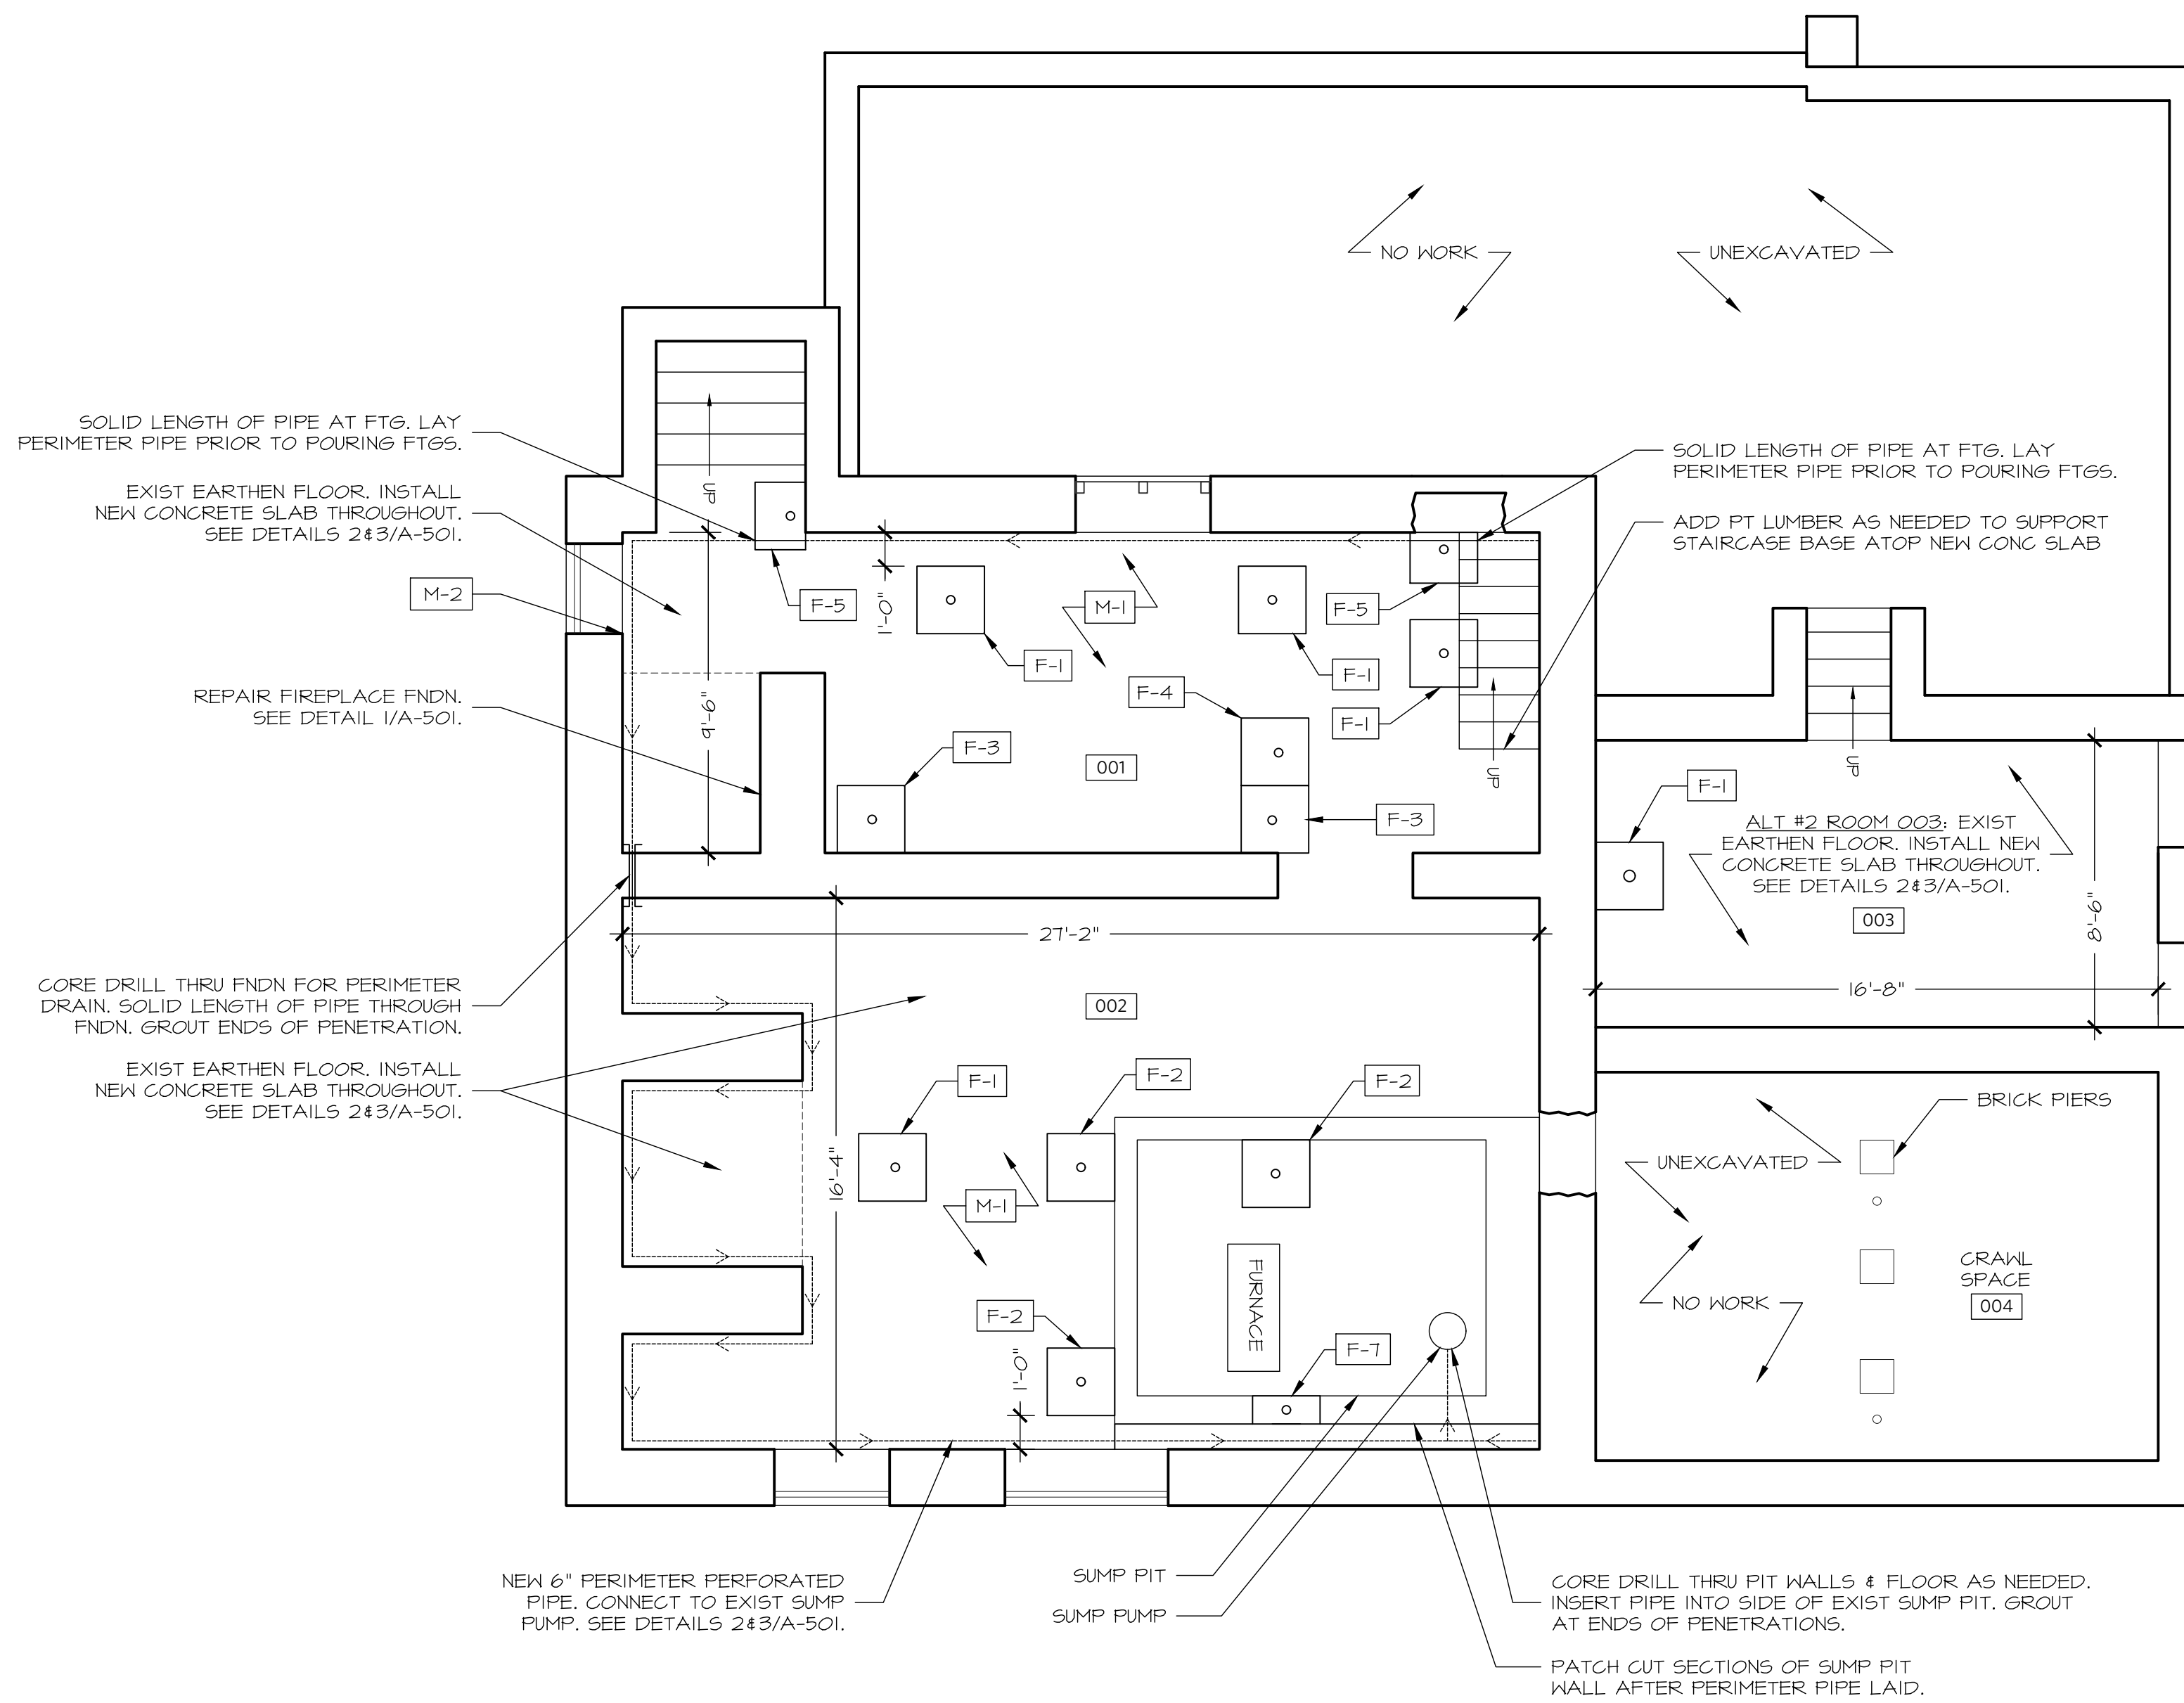 NO WORK
UNEXCAVATED
SOLID LENGTH OF PIPE AT FTG. LAY
PERIMETER PIPE PRIOR TO POURING FTGS.
EXIST EARTHEN FLOOR. INSTALL
NEW CONCRETE SLAB THROUGHOUT.
SEE DETAILS 2&3/A-501.
M-2
REPAIR FIREPLACE FNDN.
SEE DETAIL 1/A-501.
CORE DRILL THRU FNDN FOR PERIMETER
DRAIN. SOLID LENGTH OF PIPE THROUGH
FNDN. GROUT ENDS OF PENETRATION.
EXIST EARTHEN FLOOR. INSTALL
NEW CONCRETE SLAB THROUGHOUT.
SEE DETAILS 2&3/A-501.
UP
F-5
1'-0"
9'-6"
F-1
M-1
F-1
F-5
F-1
F-4
F-3
F-3
001
UP
SOLID LENGTH OF PIPE AT FTG. LAY
PERIMETER PIPE PRIOR TO POURING FTGS.
ADD PT LUMBER AS NEEDED TO SUPPORT
STAIRCASE BASE ATOP NEW CONC SLAB
UP
F-1
ALT #2 ROOM 003: EXIST
EARTHEN FLOOR. INSTALL NEW
CONCRETE SLAB THROUGHOUT.
SEE DETAILS 2&3/A-501.
003
8'-6"
16'-8"
27'-2"
002
F-1
F-2
F-2
16'-4"
M-1
F-2
1'-0"
FURNACE
F-7
BRICK PIERS
UNEXCAVATED
NO WORK
CRAWL
SPACE
004
NEW 6" PERIMETER PERFORATED
PIPE. CONNECT TO EXIST SUMP
PUMP. SEE DETAILS 2&3/A-501.
SUMP PIT
SUMP PUMP
CORE DRILL THRU PIT WALLS & FLOOR AS NEEDED.
INSERT PIPE INTO SIDE OF EXIST SUMP PIT. GROUT
AT ENDS OF PENETRATIONS.
PATCH CUT SECTIONS OF SUMP PIT
WALL AFTER PERIMETER PIPE LAID.